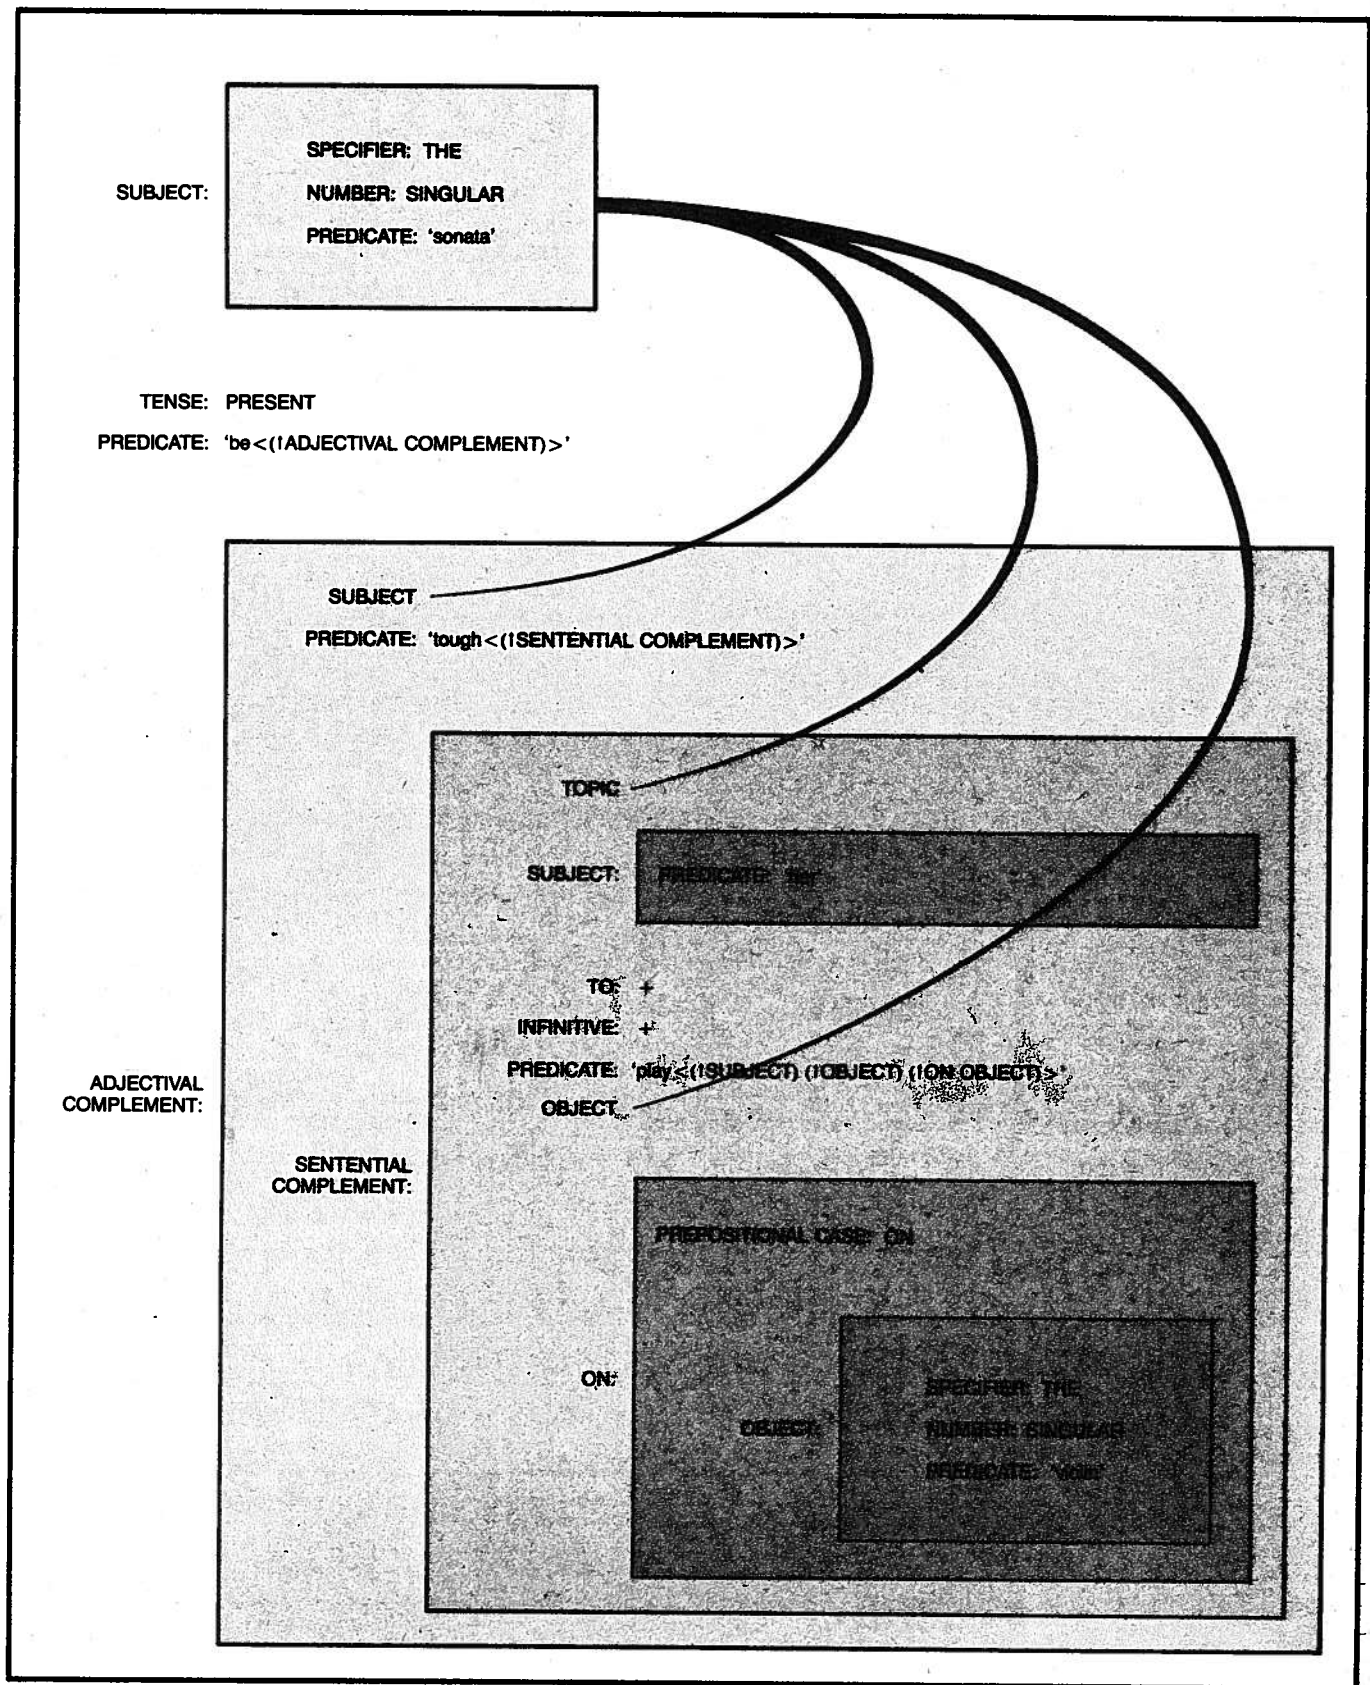 SPECIFIER: THE
SUBJECT: NUMBER: SINGULAR
PREDICATE: ‘sonata’
TENSE: PRESENT
PREDICATE: ‘be<(↑ADJECTIVAL COMPLEMENT)>’
SUBJECT
PREDICATE: ‘tough<(↑SENTENTIAL COMPLEMENT)>’
TOPIC
SUBJECT: PREDICATE:
TO: +
INFINITIVE: +
PREDICATE: ‘play<(↑SUBJECT) (↑OBJECT) (↑ON OBJECT)>’
ADJECTIVAL
COMPLEMENT:
OBJECT
SENTENTIAL
COMPLEMENT:
PREPOSITIONAL CASE: ON
ON:
SPECIFIER: THE
OBJECT: NUMBER: SINGULAR
PREDICATE: ‘violin’